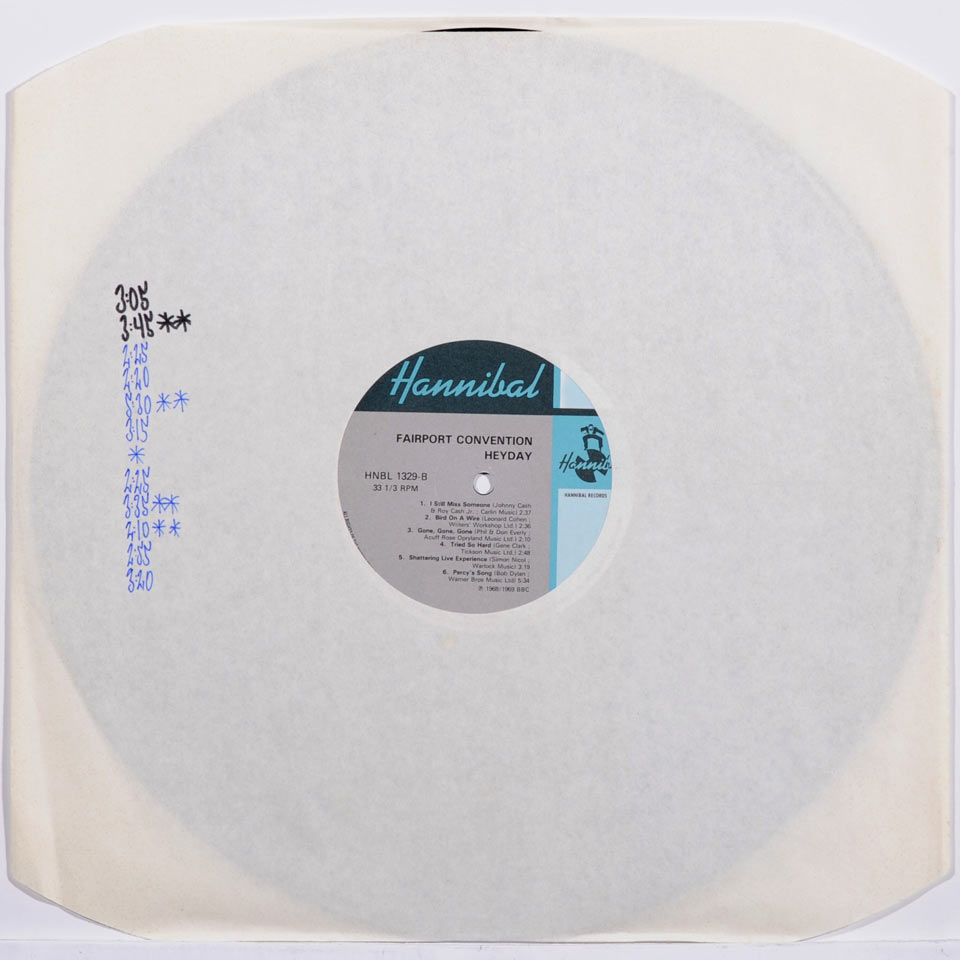 3:05
3:45 **
2:25
2:20
5:30 **
3:15
*
2:25
3:35 **
2:10 **
2:55
3:20
Hannibal
FAIRPORT CONVENTION
HEYDAY
HNBL 1329-B
33 1/3 RPM
1. I Still Miss Someone (Johnny Cash
& Roy Cash Jr.; Carlin Music) 2:37
2. Bird On A Wire (Leonard Cohen;
Writers' Workshop Ltd.) 2:36
3. Gone, Gone, Gone (Phil & Don Everly;
Acuff Rose Opryland Music Ltd.) 2:10
4. Tried So Hard (Gene Clark;
Tickson Music Ltd.) 2:48
5. Shattering Live Experience (Simon Nicol;
Warlock Music) 3:19
6. Percy's Song (Bob Dylan;
Warner Bros Music Ltd) 5:34
℗ 1968/1969 BBC
Hannib
HANNIBAL RECORDS